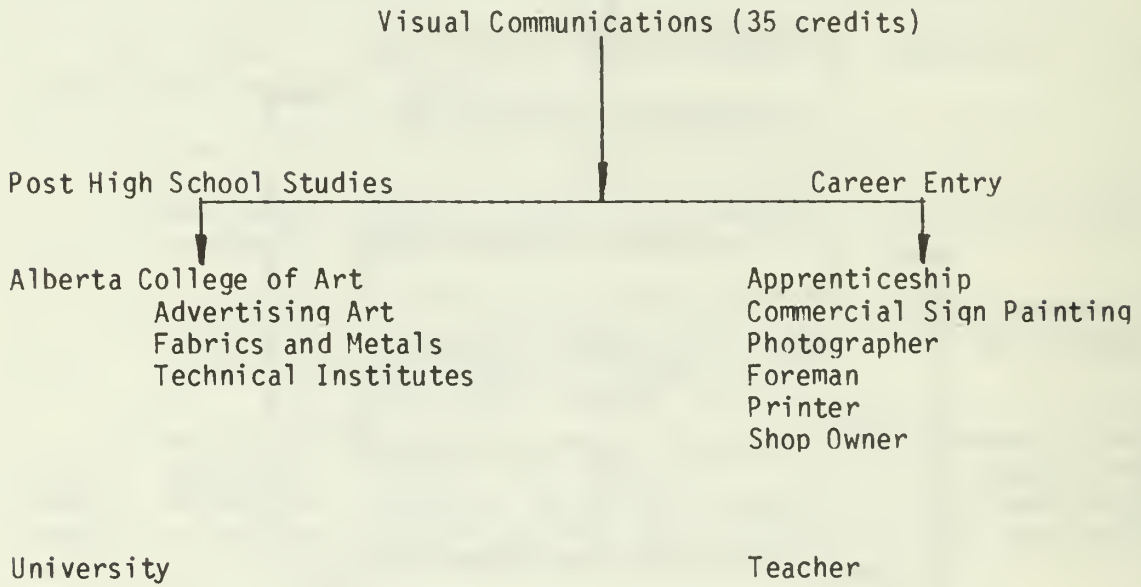 Visual Communications (35 credits)
Post High School Studies
Career Entry
Alberta College of Art
Advertising Art
Fabrics and Metals
Technical Institutes
Apprenticeship
Commercial Sign Painting
Photographer
Foreman
Printer
Shop Owner
University
Teacher